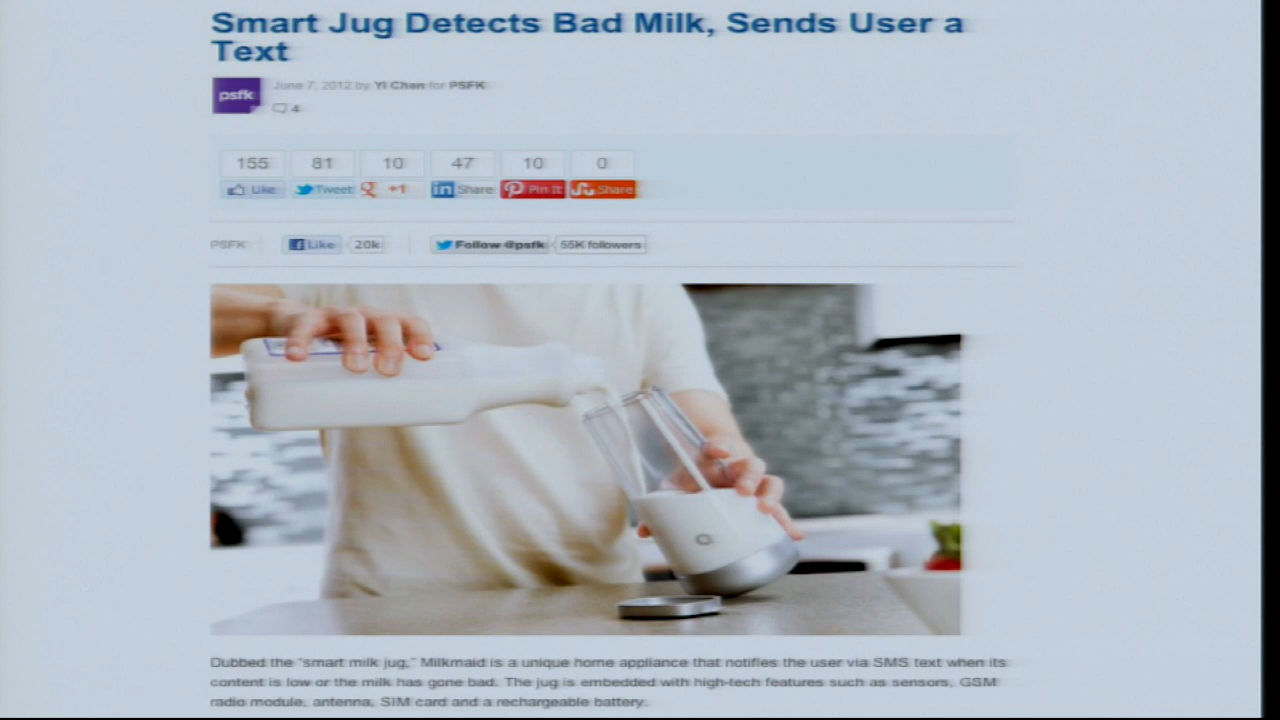 Smart Jug Detects Bad Milk, Sends User a
Text
psfk
June 7, 2012 by Yi Chen for PSFK
4
155 81 10 47 10 0
Like Tweet +1 in Share Pin It Share
PSFK Like 20k Follow @psfk 55K followers
Dubbed the "smart milk jug," Milkmaid is a unique home appliance that notifies the user via SMS text when its
content is low or the milk has gone bad. The jug is embedded with high-tech features such as sensors, GSM
radio module, antenna, SIM card and a rechargeable battery.